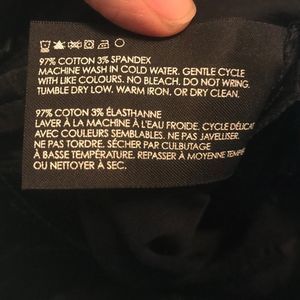 97% COTTON 3% SPANDEX
MACHINE WASH IN COLD WATER. GENTLE CYCLE
WITH LIKE COLOURS. NO BLEACH. DO NOT WRING.
TUMBLE DRY LOW. WARM IRON, OR DRY CLEAN.
97% COTON 3% ÉLASTHANNE
LAVER À LA MACHINE À L'EAU FROIDE. CYCLE DÉLICAT
AVEC COULEURS SEMBLABLES. NE PAS JAVELLISER
NE PAS TORDRE. SÉCHER PAR CULBUTAGE
À BASSE TEMPÉRATURE. REPASSER À MOYENNE TEMPÉ
OU NETTOYER À SEC.